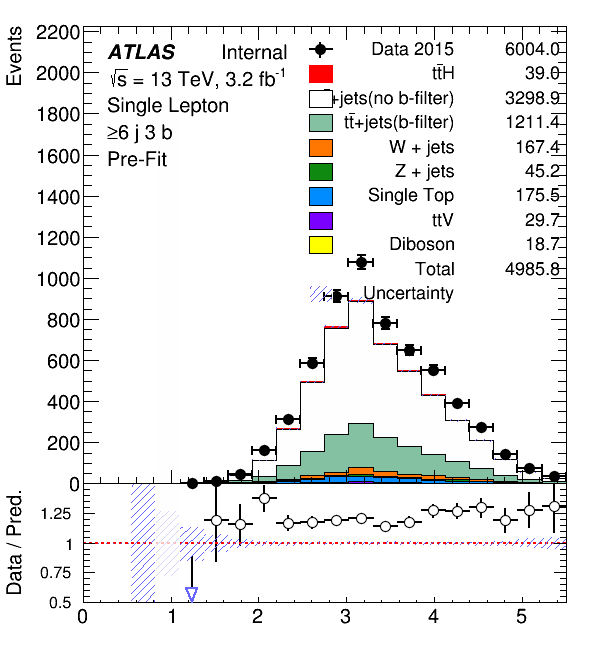 Events
2200
2000
1800
1600
1400
1200
1000
800
600
400
200
0
ATLAS Internal
√s = 13 TeV, 3.2 fb⁻¹
Single Lepton
≥6 j 3 b
Pre-Fit
Data 2015 6004.0
tt̄H 39.0
+jets(no b-filter) 3298.9
tt̄+jets(b-filter) 1211.4
W + jets 167.4
Z + jets 45.2
Single Top 175.5
ttV 29.7
Diboson 18.7
Total 4985.8
Uncertainty
Data / Pred.
1.25
1
0.75
0.5
0 1 2 3 4 5